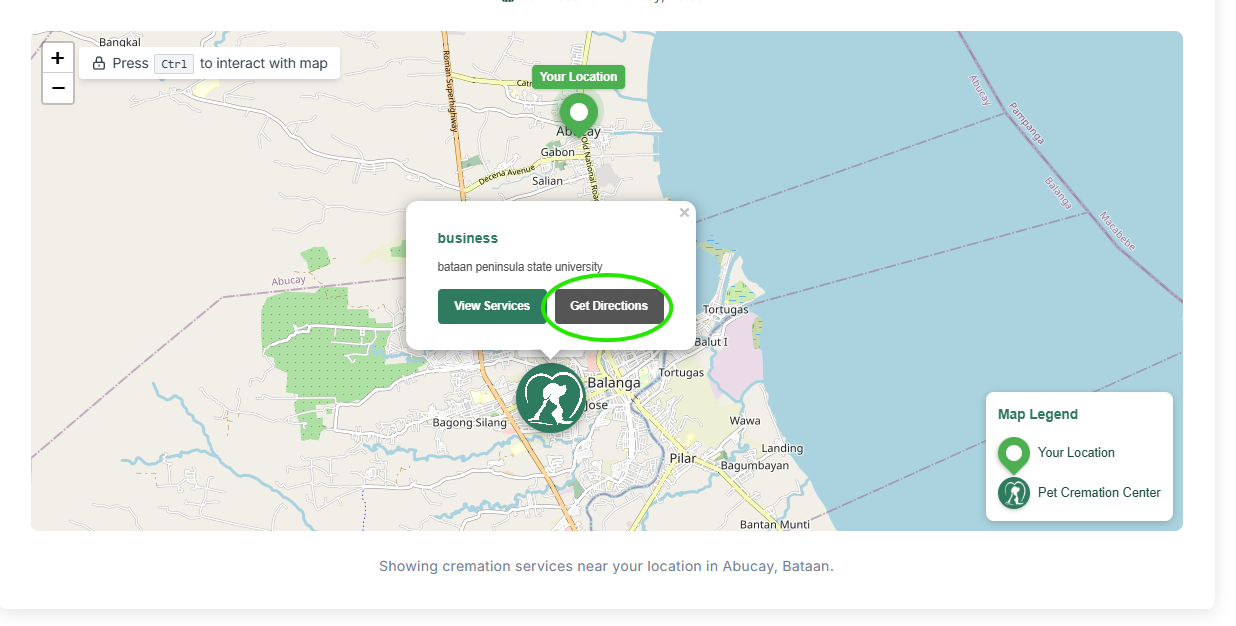 Bangkal
+
Press Ctrl to interact with map
−
Roman Superhighway
Your Location
Abucay
Gabon
Old National Road
Decena Avenue
Salian
Abucay
Pampanga
Balanga
Macabebe
×
business
bataan peninsula state university
View Services
Get Directions
Abucay
Tortugas
Balut I
Tortugas
Balanga
Jose
Bagong Silang
Wawa
Landing
Pilar
Bagumbayan
Bantan Munti
Map Legend
Your Location
Pet Cremation Center
Showing cremation services near your location in Abucay, Bataan.